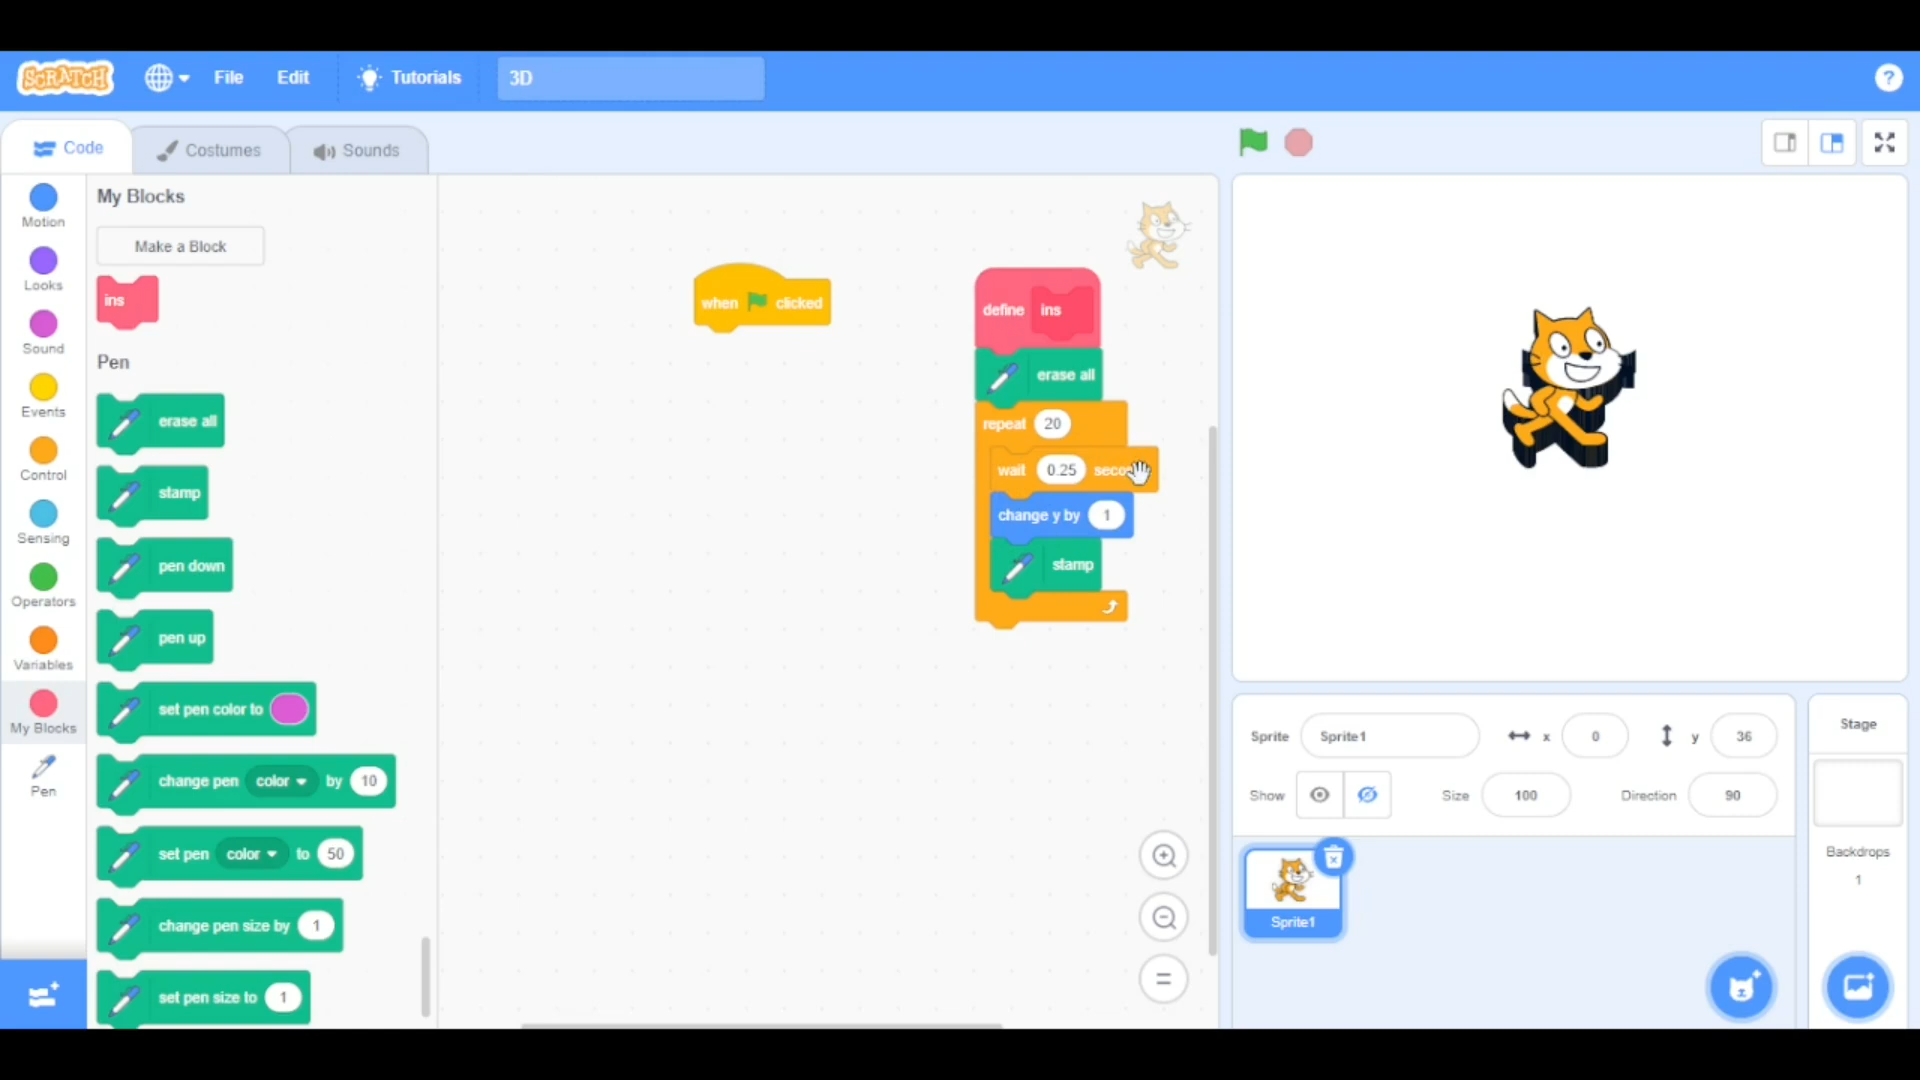 SCRATCH
File
Edit
Tutorials
3D
?
Code
Costumes
Sounds
Motion
Looks
Sound
Events
Control
Sensing
Operators
Variables
My Blocks
Pen
My Blocks
Make a Block
ins
Pen
erase all
stamp
pen down
pen up
set pen color to
change pen color by 10
set pen color to 50
change pen size by 1
set pen size to 1
when clicked
define ins
erase all
repeat 20
wait 0.25
change y by 1
stamp
Sprite Sprite1 x 0 y 36
Show Size 100 Direction 90
Sprite1
Stage
Backdrops
1